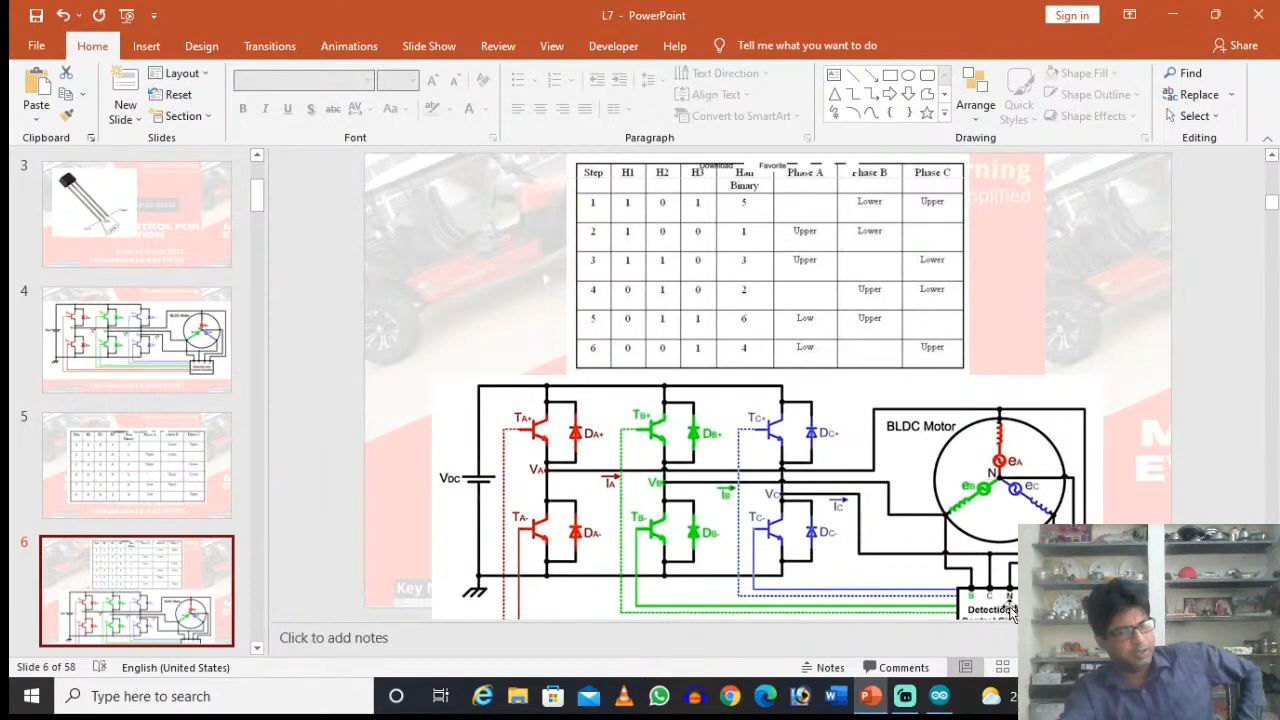 L7 - PowerPoint
Sign in
File Home Insert Design Transitions Animations Slide Show Review View Developer Help Tell me what you want to do Share
Paste
New Slide
Layout
Reset
Section
Text Direction
Align Text
Convert to SmartArt
Arrange
Quick Styles
Shape Fill
Shape Outline
Shape Effects
Find
Replace
Select
Clipboard Font Paragraph Drawing Editing
3
4
5
6
Download Favorite
Step H1 H2 H3 Binary Phase A Phase B Phase C
1 1 0 1 5 Lower Upper
2 1 0 0 1 Upper Lower
3 1 1 0 3 Upper Lower
4 0 1 0 2 Upper Lower
5 0 1 1 6 Low Upper
6 0 0 1 4 Low Upper
TA+ DA+ TB+ DB+ TC+ DC+
BLDC Motor
VDC
VA IA VB IB VC IC
N eA eB eC
TA- DA- TB- DB- TC- DC-
B C N
Key
Click to add notes
Slide 6 of 58 English (United States) Notes Comments
Type here to search